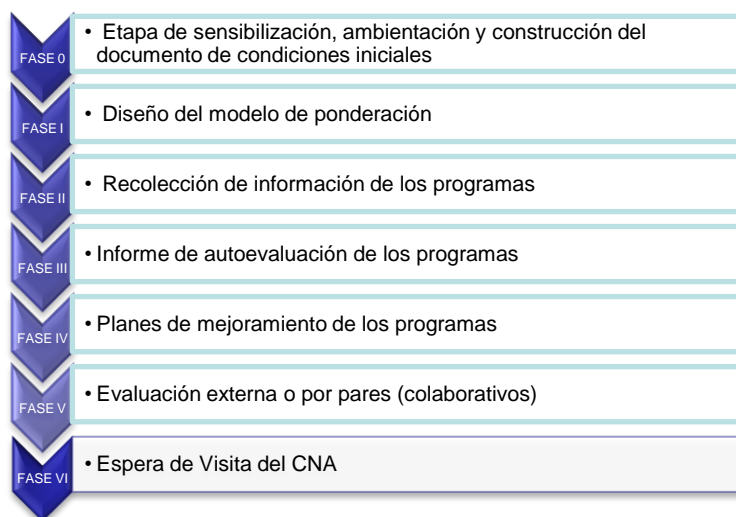 FASE 0
• Etapa de sensibilización, ambientación y construcción del
documento de condiciones iniciales
FASE I
• Diseño del modelo de ponderación
FASE II
• Recolección de información de los programas
FASE III
• Informe de autoevaluación de los programas
FASE IV
• Planes de mejoramiento de los programas
FASE V
• Evaluación externa o por pares (colaborativos)
FASE VI
• Espera de Visita del CNA